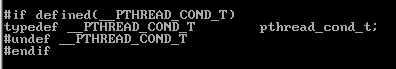 #if defined(__PTHREAD_COND_T)
typedef __PTHREAD_COND_T        pthread_cond_t;
#undef __PTHREAD_COND_T
#endif